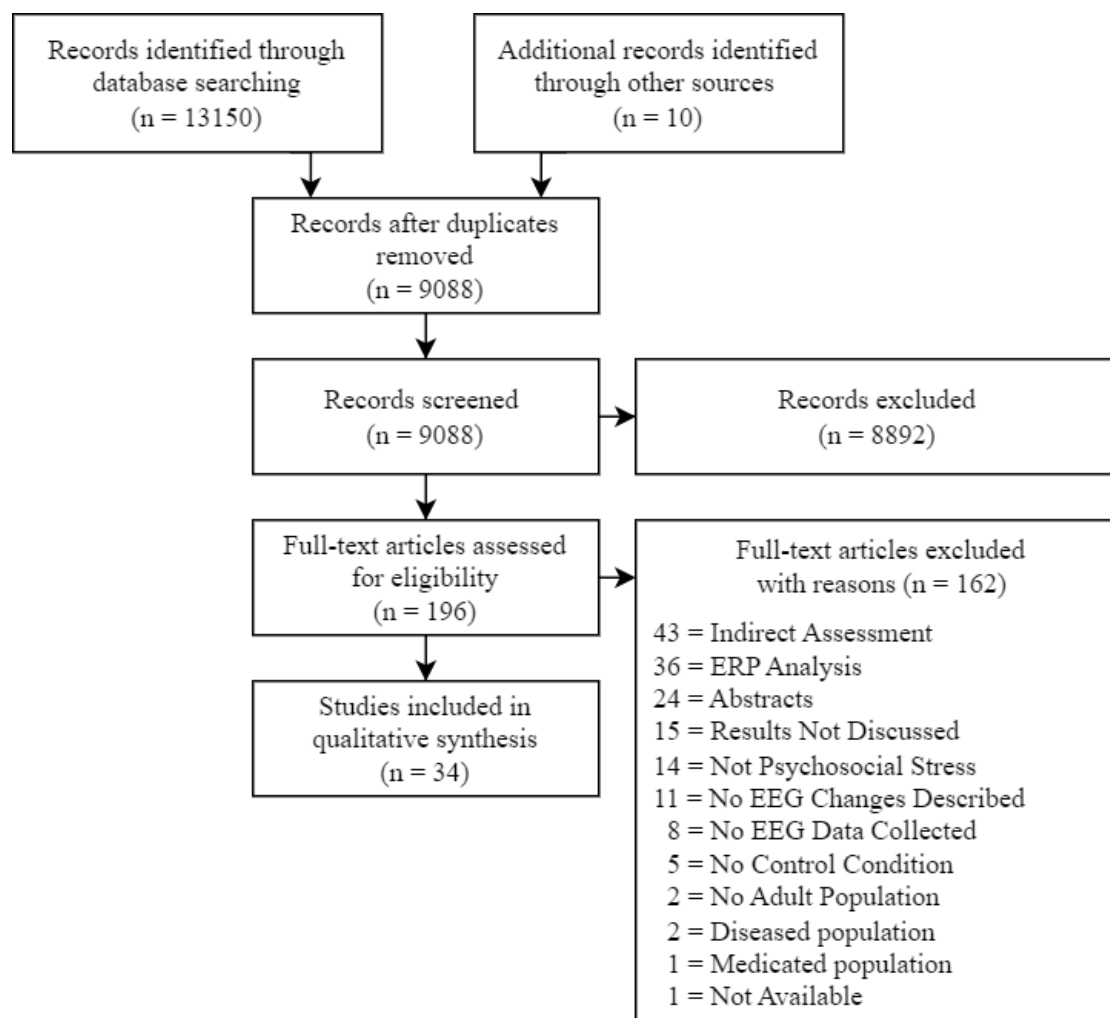 Records identified through
database searching
(n = 13150)
Additional records identified
through other sources
(n = 10)
Records after duplicates
removed
(n = 9088)
Records screened
(n = 9088)
Records excluded
(n = 8892)
Full-text articles assessed
for eligibility
(n = 196)
Full-text articles excluded
with reasons (n = 162)
43 = Indirect Assessment
36 = ERP Analysis
24 = Abstracts
15 = Results Not Discussed
14 = Not Psychosocial Stress
11 = No EEG Changes Described
8 = No EEG Data Collected
5 = No Control Condition
2 = No Adult Population
2 = Diseased population
1 = Medicated population
1 = Not Available
Studies included in
qualitative synthesis
(n = 34)